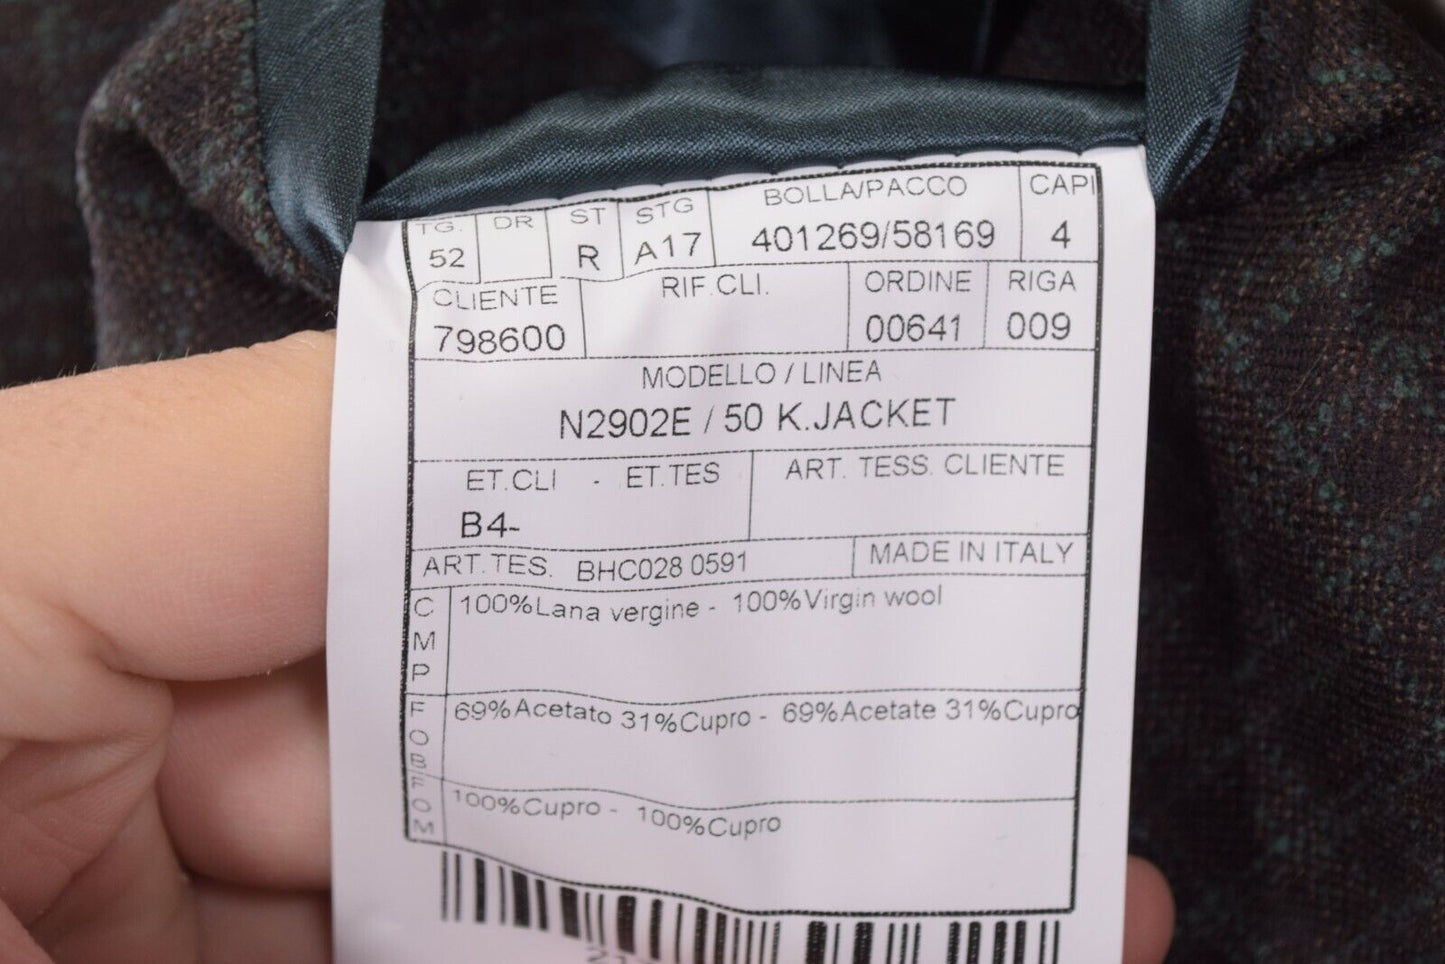 TG. DR ST STG BOLLA/PACCO CAPI
52 R A17 401269/58169 4
CLIENTE RIF.CLI. ORDINE RIGA
798600 00641 009
MODELLO / LINEA
N2902E / 50 K.JACKET
ET.CLI - ET.TES ART. TESS. CLIENTE
B4-
ART.TES. BHC028 0591 MADE IN ITALY
CMP 100%Lana vergine - 100%Virgin wool
FOB 69%Acetato 31%Cupro - 69%Acetate 31%Cupro
FOM 100%Cupro - 100%Cupro